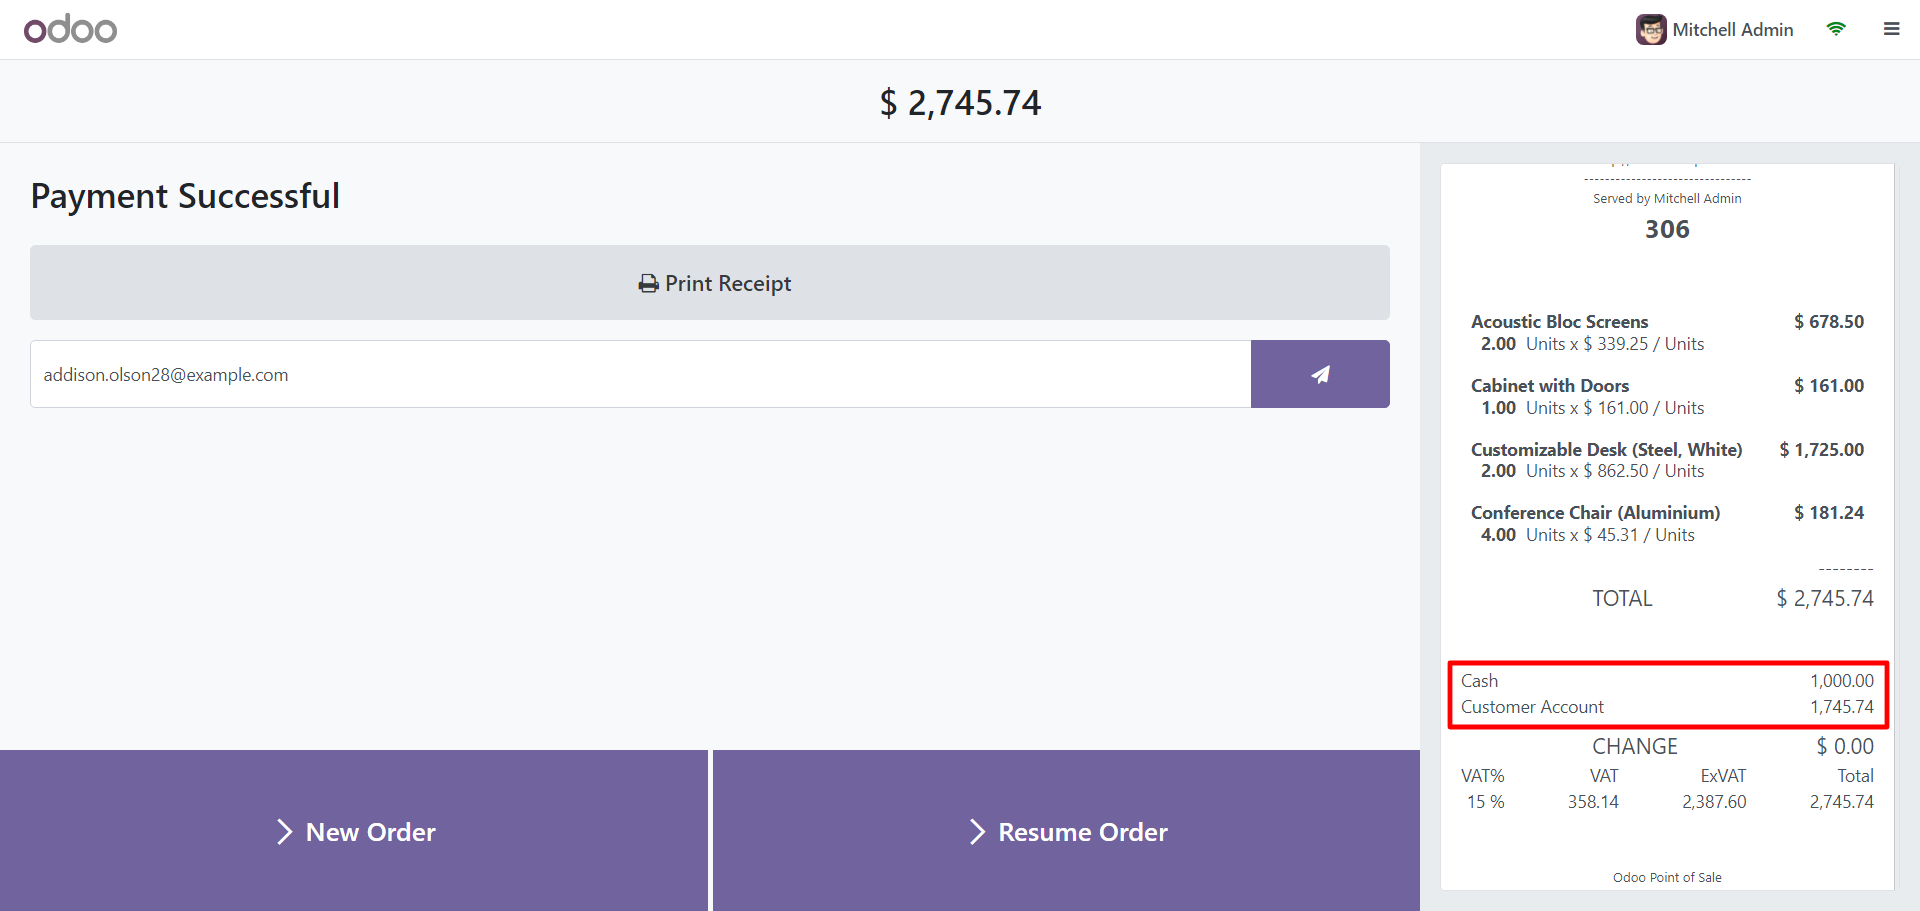 odoo
Mitchell Admin
$ 2,745.74
Payment Successful
Print Receipt
addison.olson28@example.com
New Order
Resume Order
--------------------------------
Served by Mitchell Admin
306
Acoustic Bloc Screens $ 678.50
2.00 Units x $ 339.25 / Units
Cabinet with Doors $ 161.00
1.00 Units x $ 161.00 / Units
Customizable Desk (Steel, White) $ 1,725.00
2.00 Units x $ 862.50 / Units
Conference Chair (Aluminium) $ 181.24
4.00 Units x $ 45.31 / Units
--------
TOTAL $ 2,745.74
Cash 1,000.00
Customer Account 1,745.74
CHANGE $ 0.00
VAT% VAT ExVAT Total
15 % 358.14 2,387.60 2,745.74
Odoo Point of Sale